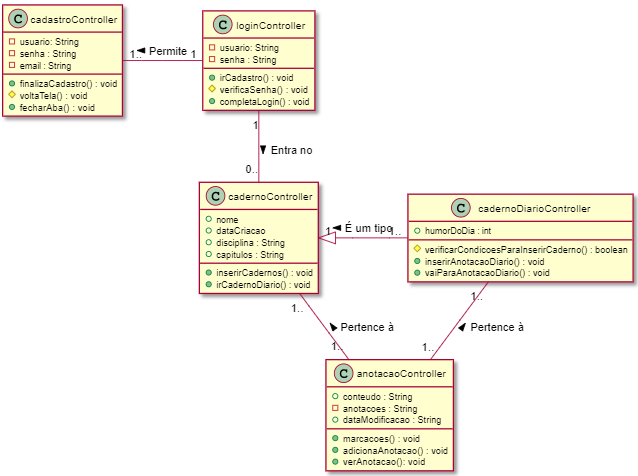 C cadastroController
usuario: String
senha : String
email : String
finalizaCadastro() : void
voltaTela() : void
fecharAba() : void
1.. Permite 1
C loginController
usuario: String
senha : String
irCadastro() : void
verificaSenha() : void
completaLogin() : void
1
Entra no
0..
C cadernoController
nome
dataCriacao
disciplina : String
capitulos : String
inserirCadernos() : void
irCadernoDiario() : void
1 É um tipo 1..
C cadernoDiarioController
humorDoDia : int
verificarCondicoesParaInserirCaderno() : boolean
inserirAnotacaoDiario() : void
vaiParaAnotacaoDiario() : void
1..
Pertence à
1..
1..
Pertence à
1..
C anotacaoController
conteudo : String
anotacoes : String
dataModificacao : String
marcacoes() : void
adicionaAnotacao() : void
verAnotacao(): void